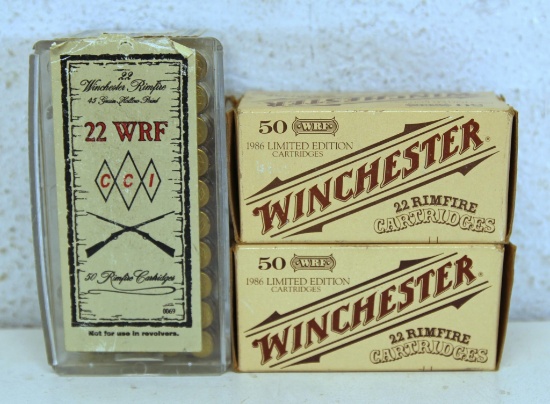 22
Winchester Rimfire
45 Grain Hollow Point
22 WRF
CCI
50 Rimfire Cartridges
0069
Not for use in revolvers.
WINCHESTER
50 WRF
1986 LIMITED EDITION
CARTRIDGES
WINCHESTER®
22 RIMFIRE
CARTRIDGES
50 WRF
1986 LIMITED EDITION
CARTRIDGES
WINCHESTER®
22 RIMFIRE
CARTRIDGES